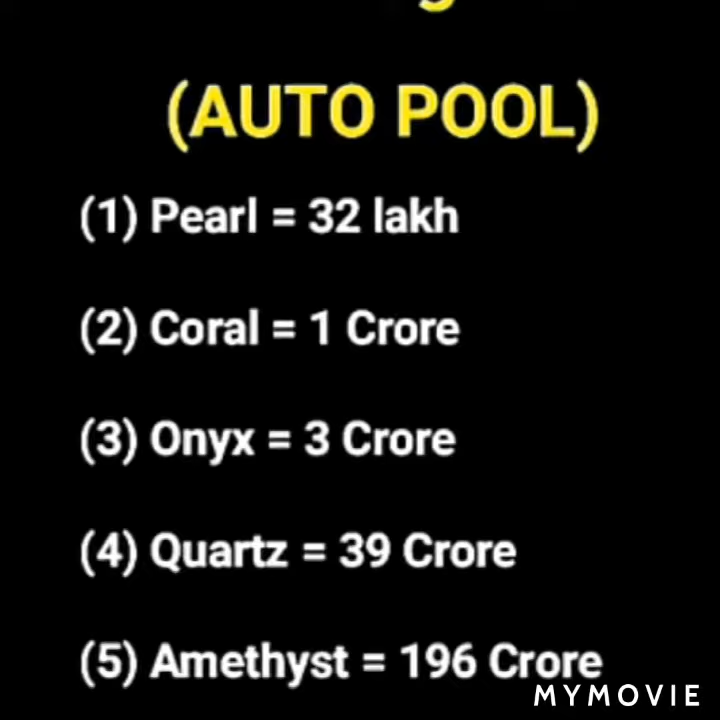 (AUTO POOL)
(1) Pearl = 32 lakh
(2) Coral = 1 Crore
(3) Onyx = 3 Crore
(4) Quartz = 39 Crore
(5) Amethyst = 196 Crore
MYMOVIE